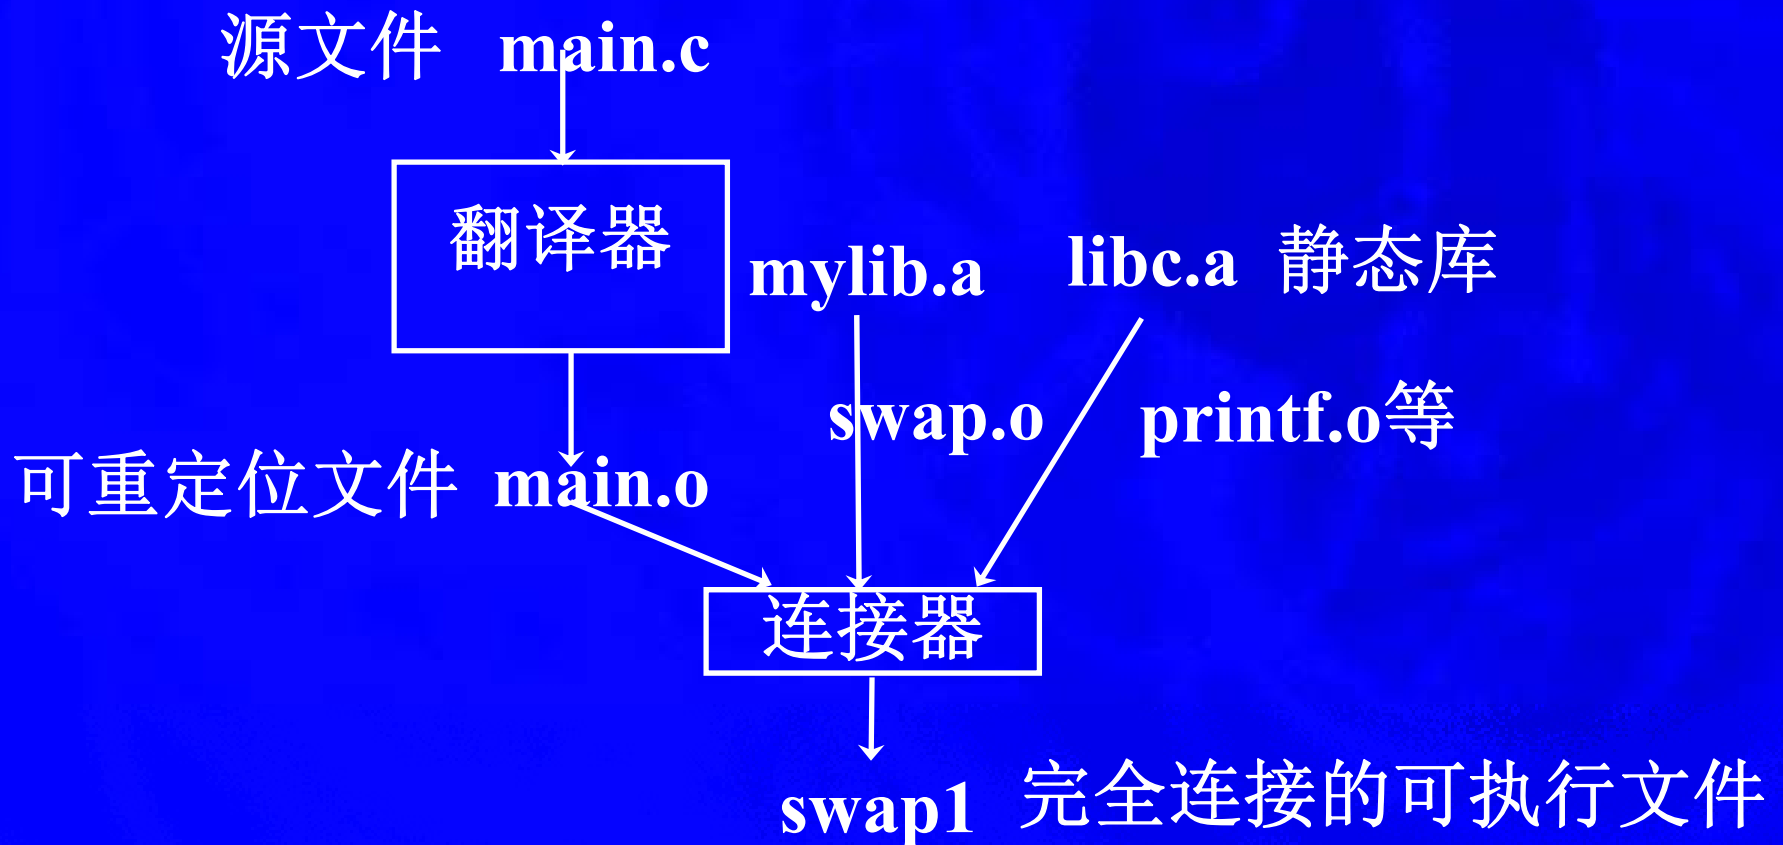 源文件 main.c
翻译器
mylib.a
libc.a 静态库
swap.o
printf.o等
可重定位文件 main.o
连接器
swap1 完全连接的可执行文件